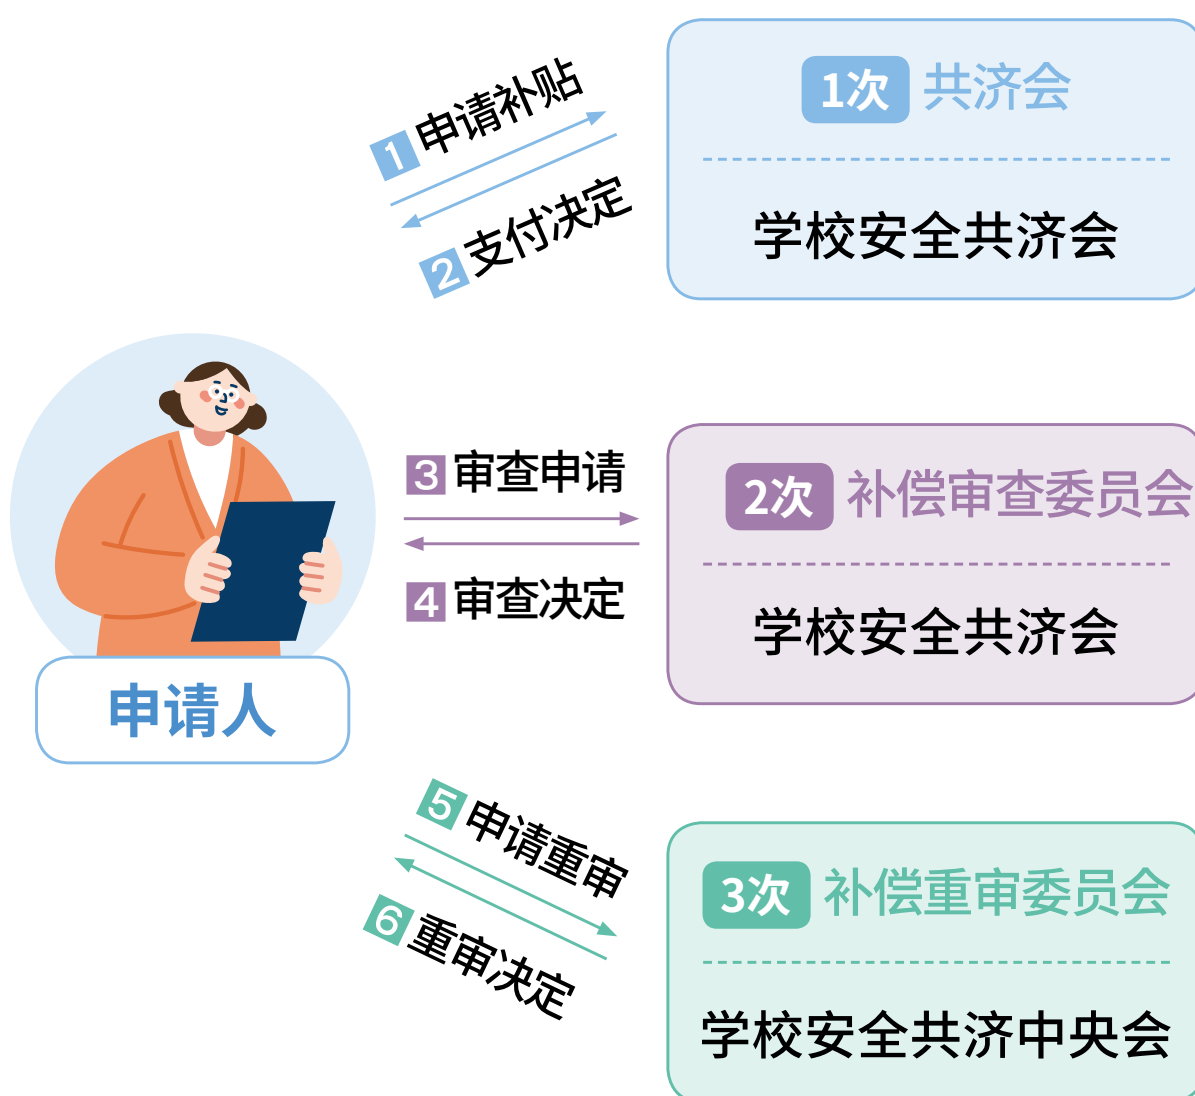 1 申请补贴
2 支付决定
1次 共济会
学校安全共济会
3 审查申请
4 审查决定
2次 补偿审查委员会
学校安全共济会
申请人
5 申请重审
6 重审决定
3次 补偿重审委员会
学校安全共济中央会